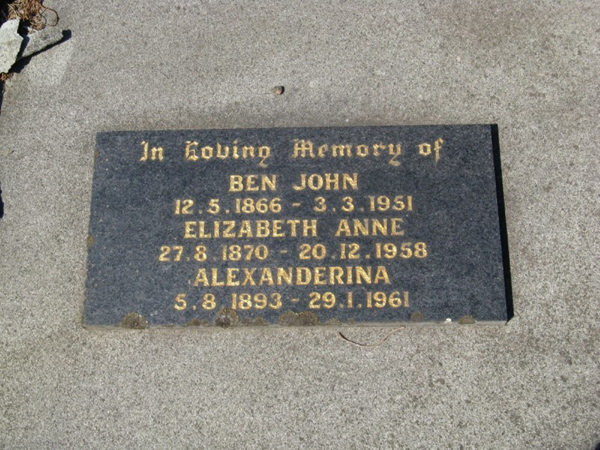 In Loving Memory of
BEN JOHN
12.5.1866 - 3.3.1951
ELIZABETH ANNE
27.8.1870 - 20.12.1958
ALEXANDERINA
5.8.1893 - 29.1.1961